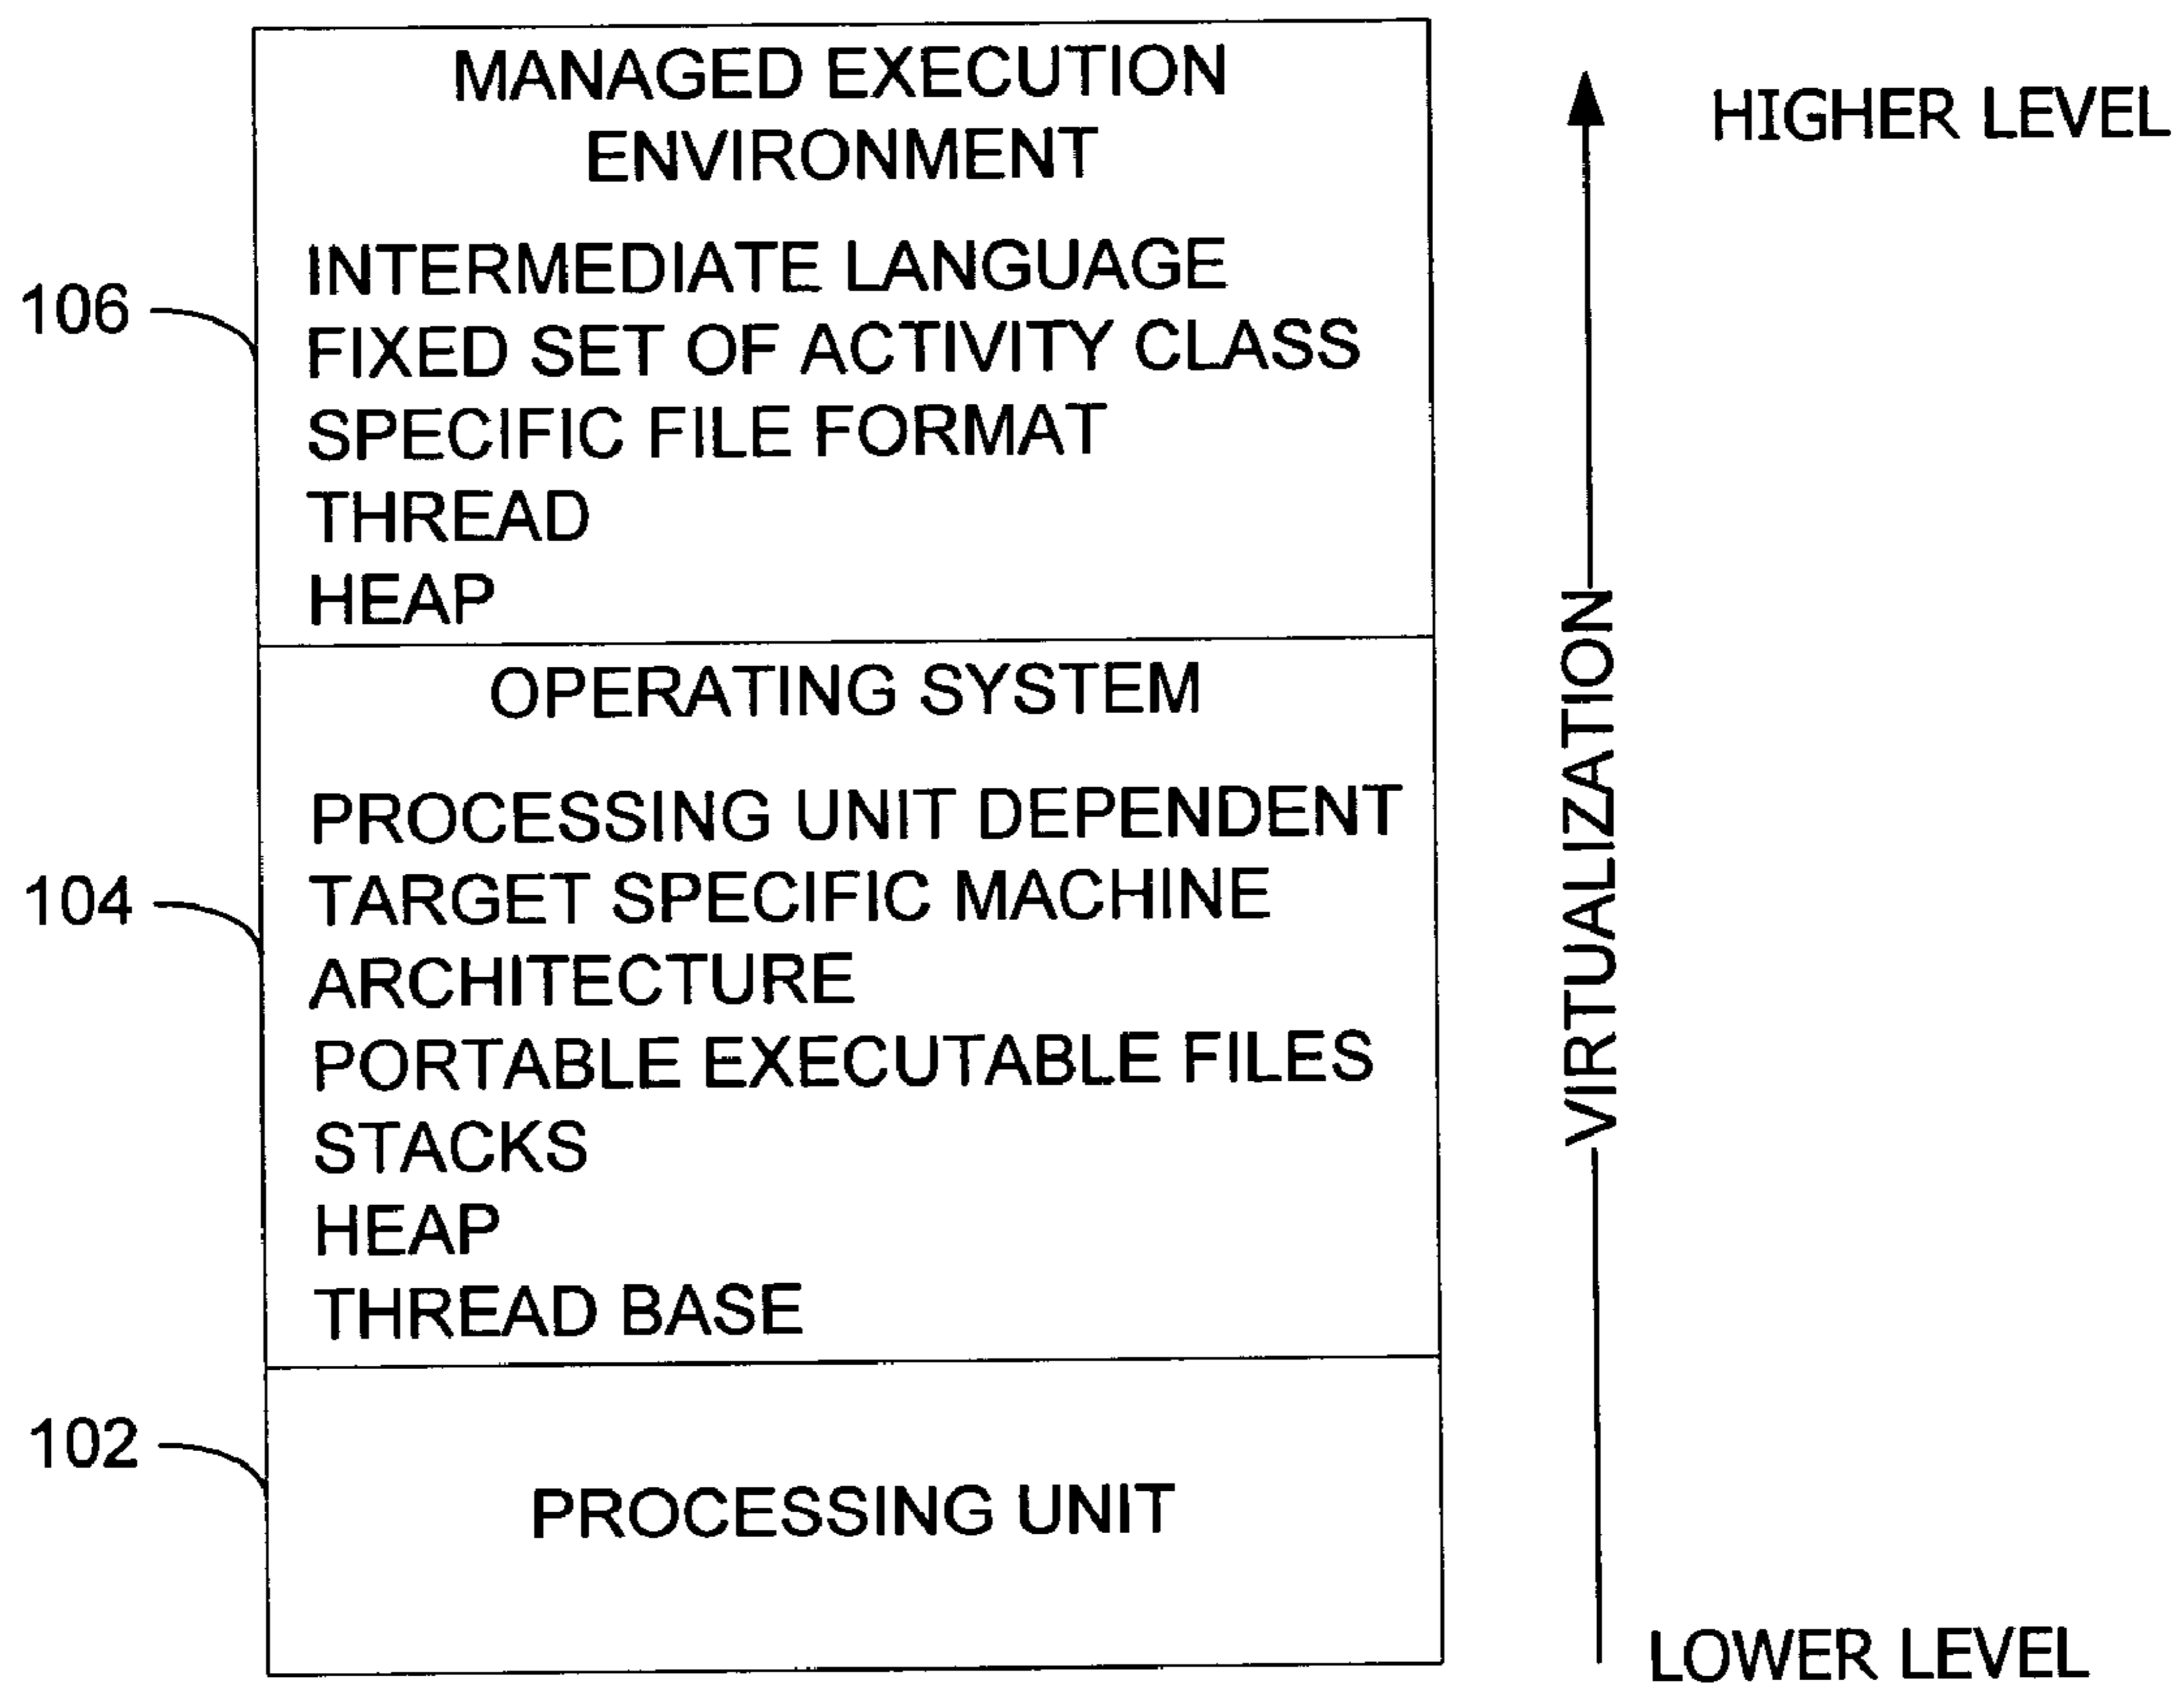 MANAGED EXECUTION
ENVIRONMENT
INTERMEDIATE LANGUAGE
FIXED SET OF ACTIVITY CLASS
SPECIFIC FILE FORMAT
THREAD
HEAP
106
OPERATING SYSTEM
PROCESSING UNIT DEPENDENT
TARGET SPECIFIC MACHINE
ARCHITECTURE
PORTABLE EXECUTABLE FILES
STACKS
HEAP
THREAD BASE
104
PROCESSING UNIT
102
HIGHER LEVEL
VIRTUALIZATION
LOWER LEVEL